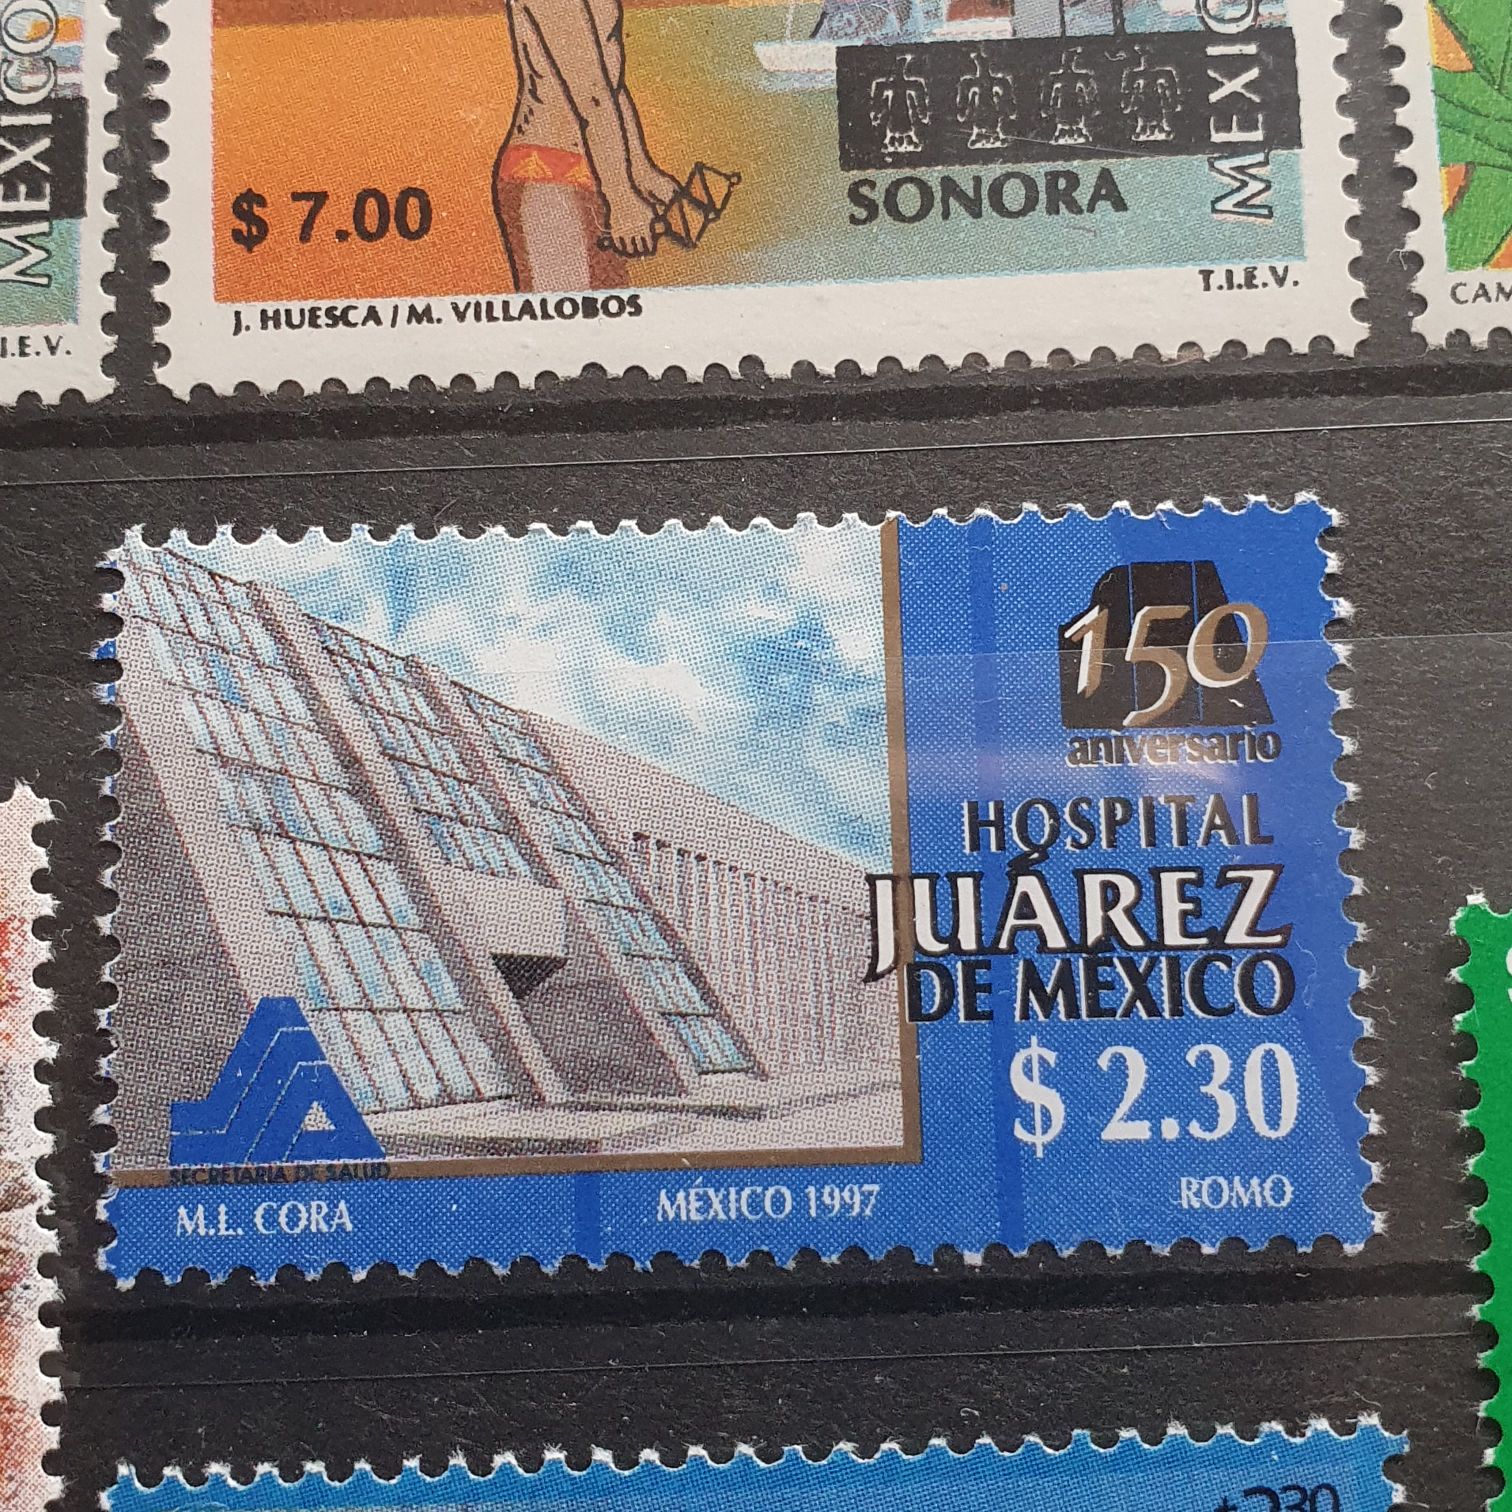 MEXICO
I.E.V.
$ 7.00
SONORA
MEXICO
J. HUESCA / M. VILLALOBOS
T.I.E.V.
CAM
150
aniversario
HOSPITAL
JUÁREZ
DE MÉXICO
$ 2.30
SECRETARIA DE SALUD
M.L. CORA
MÉXICO 1997
ROMO